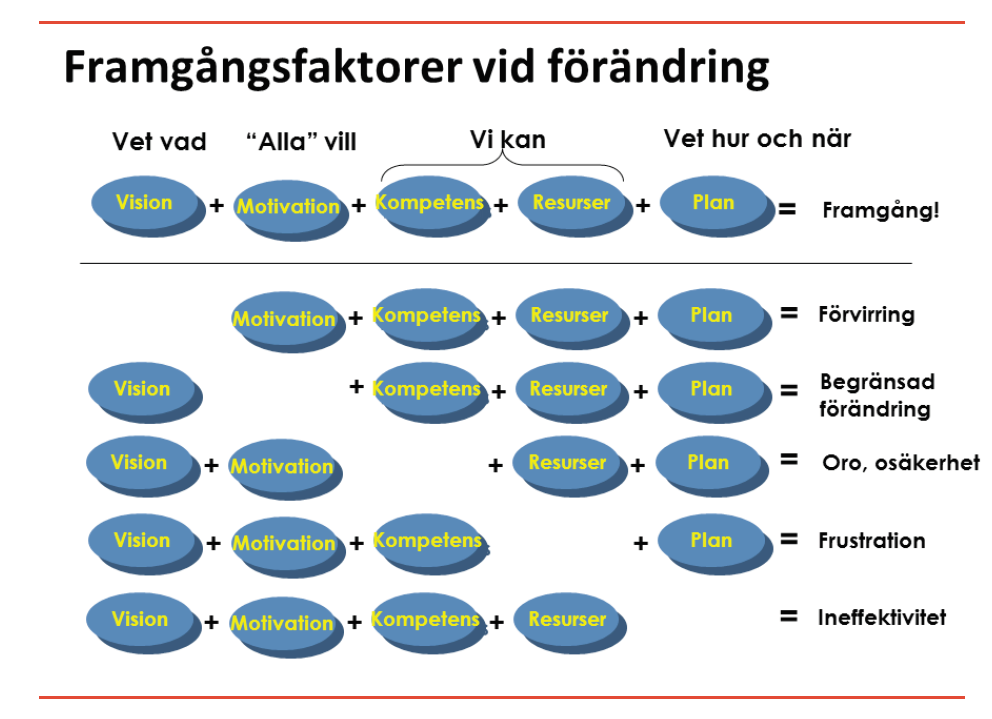 Framgångsfaktorer vid förändring
Vet vad “Alla” vill Vi kan Vet hur och när
Vision + Motivation + Kompetens + Resurser + Plan = Framgång!
Motivation + Kompetens + Resurser + Plan = Förvirring
Vision + Kompetens + Resurser + Plan = Begränsad
förändring
Vision + Motivation + Resurser + Plan = Oro, osäkerhet
Vision + Motivation + Kompetens + Plan = Frustration
Vision + Motivation + Kompetens + Resurser = Ineffektivitet